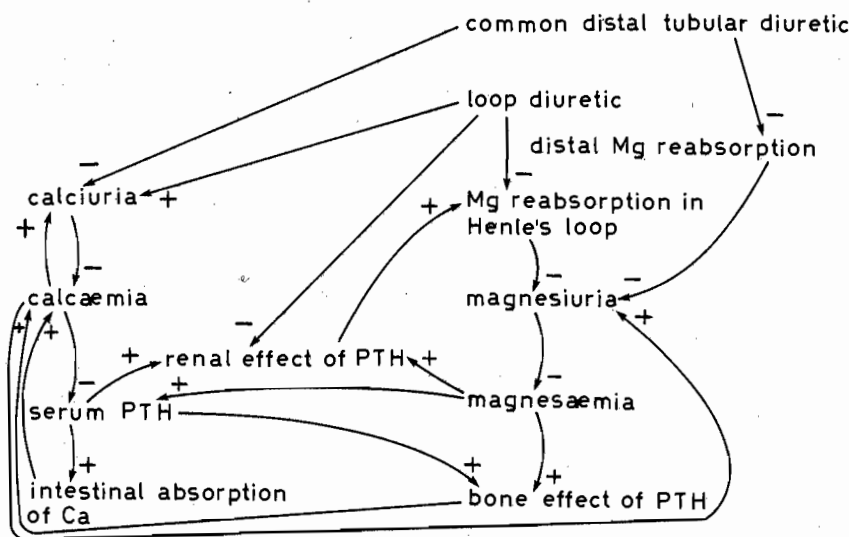 common distal tubular diuretic
loop diuretic
−
distal Mg reabsorption
−
calciuria +
−
+ Mg reabsorption in
Henle's loop
+
−
−
−
calcaemia
magnesiuria
+ +
+
−
+ renal effect of PTH +
−
+
−
serum PTH
magnesaemia
+
+
+
intestinal absorption
of Ca
bone effect of PTH